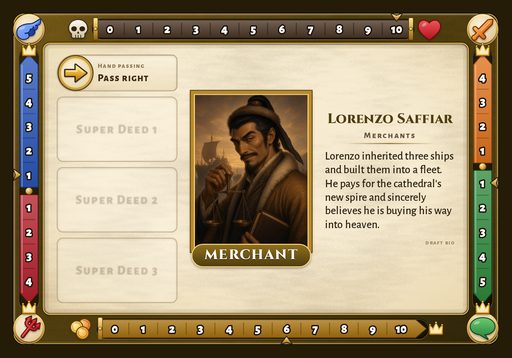 0 1 2 3 4 5 6 7 8 9 10
Hand passing
Pass right
Super Deed 1
Super Deed 2
Super Deed 3
5
4
3
2
1
1
2
3
4
MERCHANT
Lorenzo Saffiar
Merchants
Lorenzo inherited three ships
and built them into a fleet.
He pays for the cathedral's
new spire and sincerely
believes he is buying his way
into heaven.
Draft bio
4
3
2
1
1
2
3
4
5
0 1 2 3 4 5 6 7 8 9 10